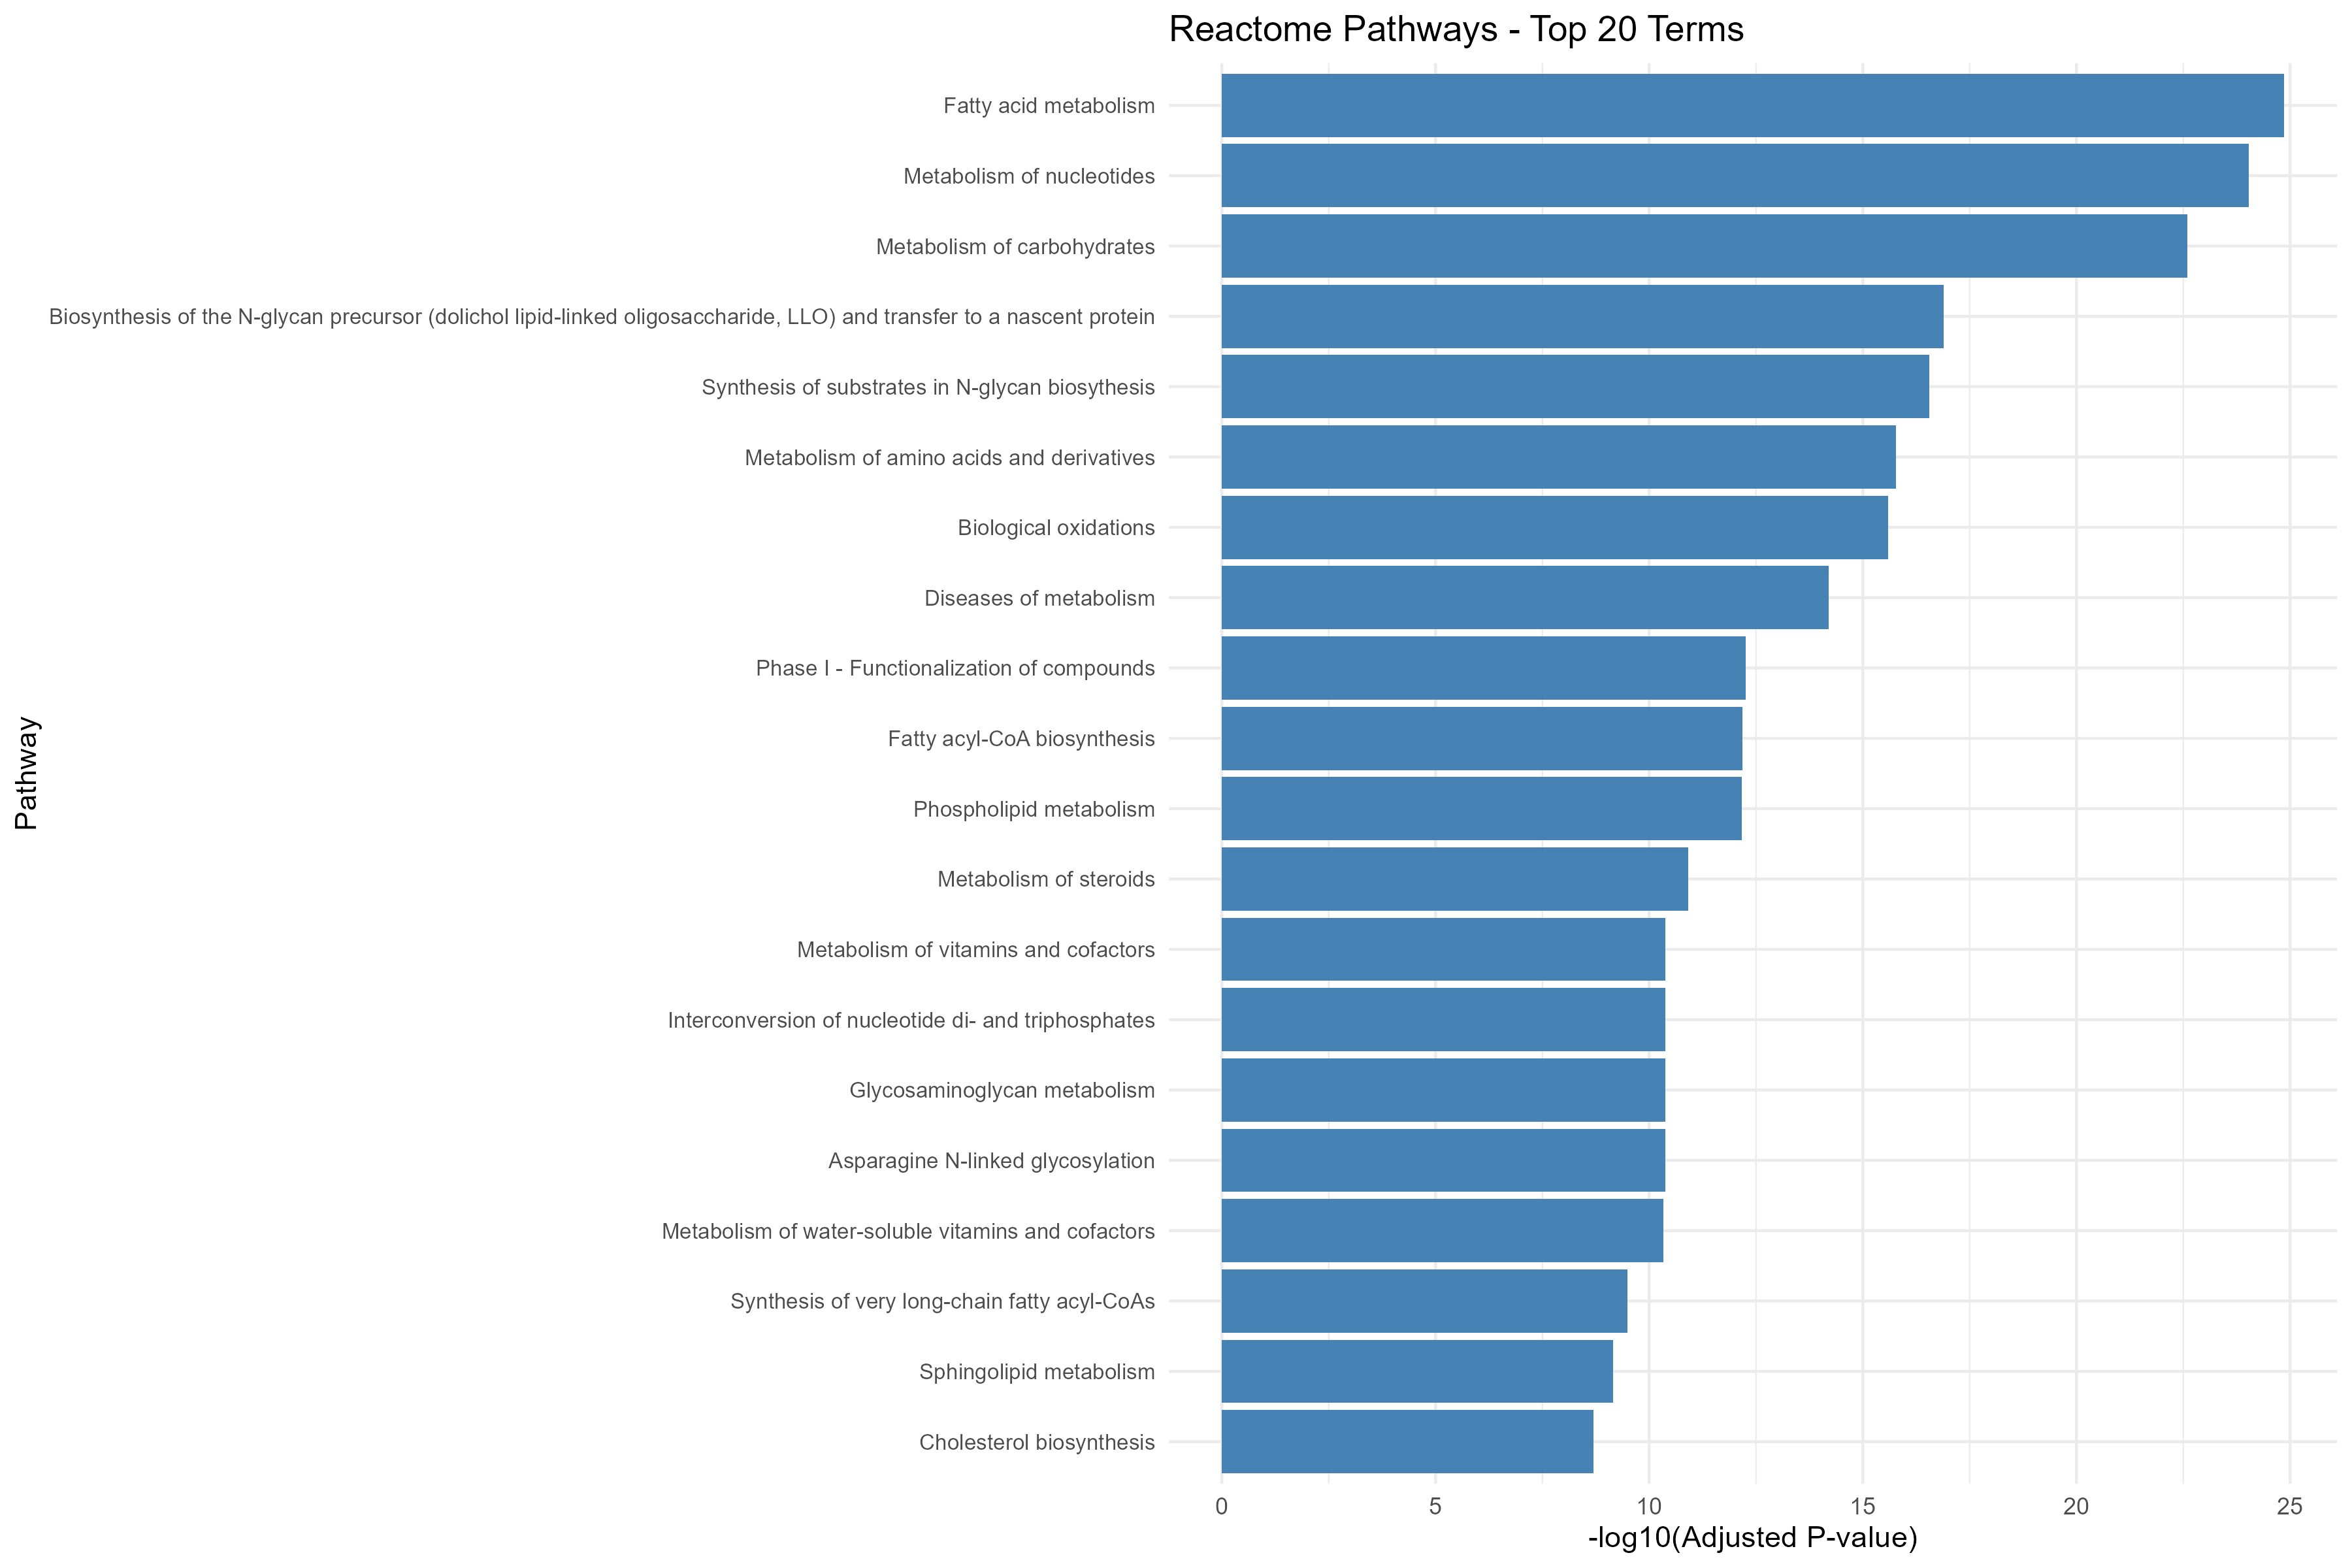 Reactome Pathways - Top 20 Terms
Pathway
Fatty acid metabolism
Metabolism of nucleotides
Metabolism of carbohydrates
Biosynthesis of the N-glycan precursor (dolichol lipid-linked oligosaccharide, LLO) and transfer to a nascent protein
Synthesis of substrates in N-glycan biosythesis
Metabolism of amino acids and derivatives
Biological oxidations
Diseases of metabolism
Phase I - Functionalization of compounds
Fatty acyl-CoA biosynthesis
Phospholipid metabolism
Metabolism of steroids
Metabolism of vitamins and cofactors
Interconversion of nucleotide di- and triphosphates
Glycosaminoglycan metabolism
Asparagine N-linked glycosylation
Metabolism of water-soluble vitamins and cofactors
Synthesis of very long-chain fatty acyl-CoAs
Sphingolipid metabolism
Cholesterol biosynthesis
0 5 10 15 20 25
-log10(Adjusted P-value)